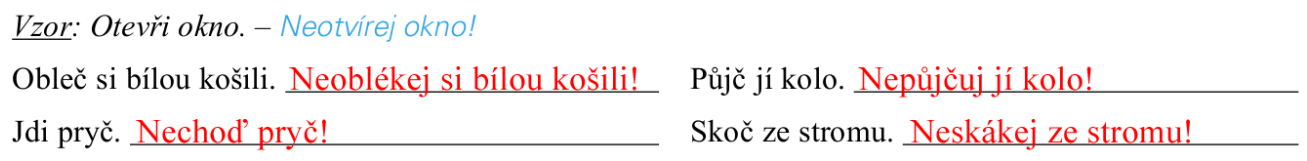 Vzor: Otevři okno. – Neotvírej okno!
Obleč si bílou košili. Neoblékej si bílou košili! Půjč jí kolo. Nepůjčuj jí kolo!
Jdi pryč. Nechoď pryč! Skoč ze stromu. Neskákej ze stromu!